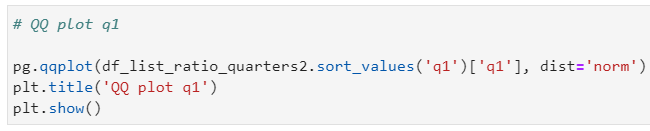 # QQ plot q1
pg.qqplot(df_list_ratio_quarters2.sort_values('q1')['q1'], dist='norm')
plt.title('QQ plot q1')
plt.show()